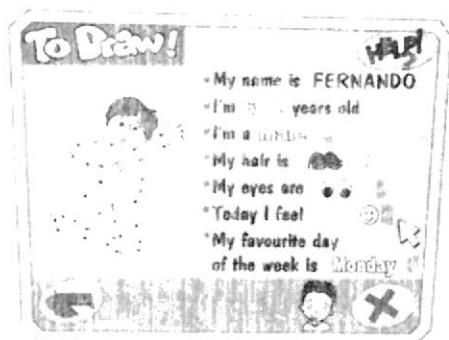 To Draw!
HELP!
2
My name is FERNANDO
I'm years old
I'm a
My hair is
My eyes are
Today I feel
My favourite day
of the week is Monday